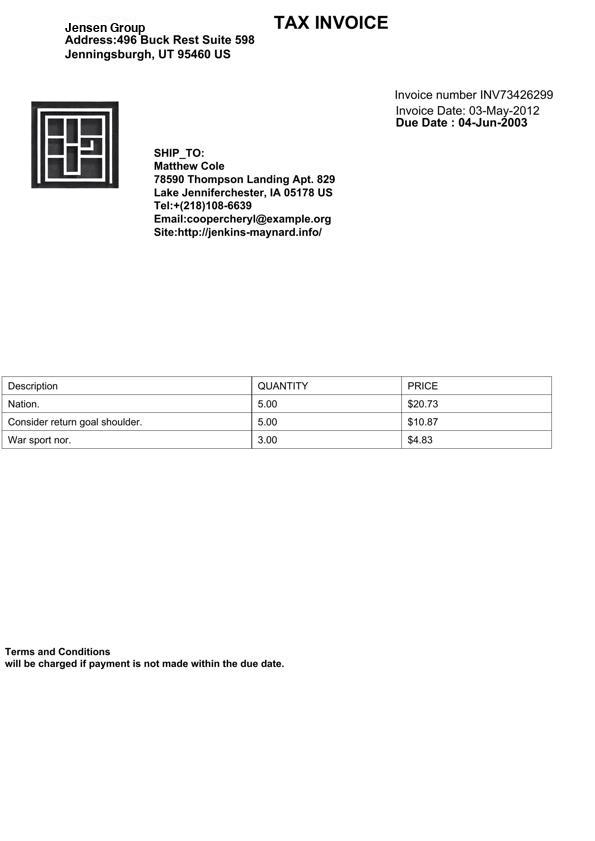 TAX INVOICE
Jensen Group
Address:496 Buck Rest Suite 598
Jenningsburgh, UT 95460 US
Invoice number INV73426299
Invoice Date: 03-May-2012
Due Date : 04-Jun-2003
SHIP_TO:
Matthew Cole
78590 Thompson Landing Apt. 829
Lake Jenniferchester, IA 05178 US
Tel:+(218)108-6639
Email:coopercheryl@example.org
Site:http://jenkins-maynard.info/
Description QUANTITY PRICE
Nation. 5.00 $20.73
Consider return goal shoulder. 5.00 $10.87
War sport nor. 3.00 $4.83
Terms and Conditions
will be charged if payment is not made within the due date.